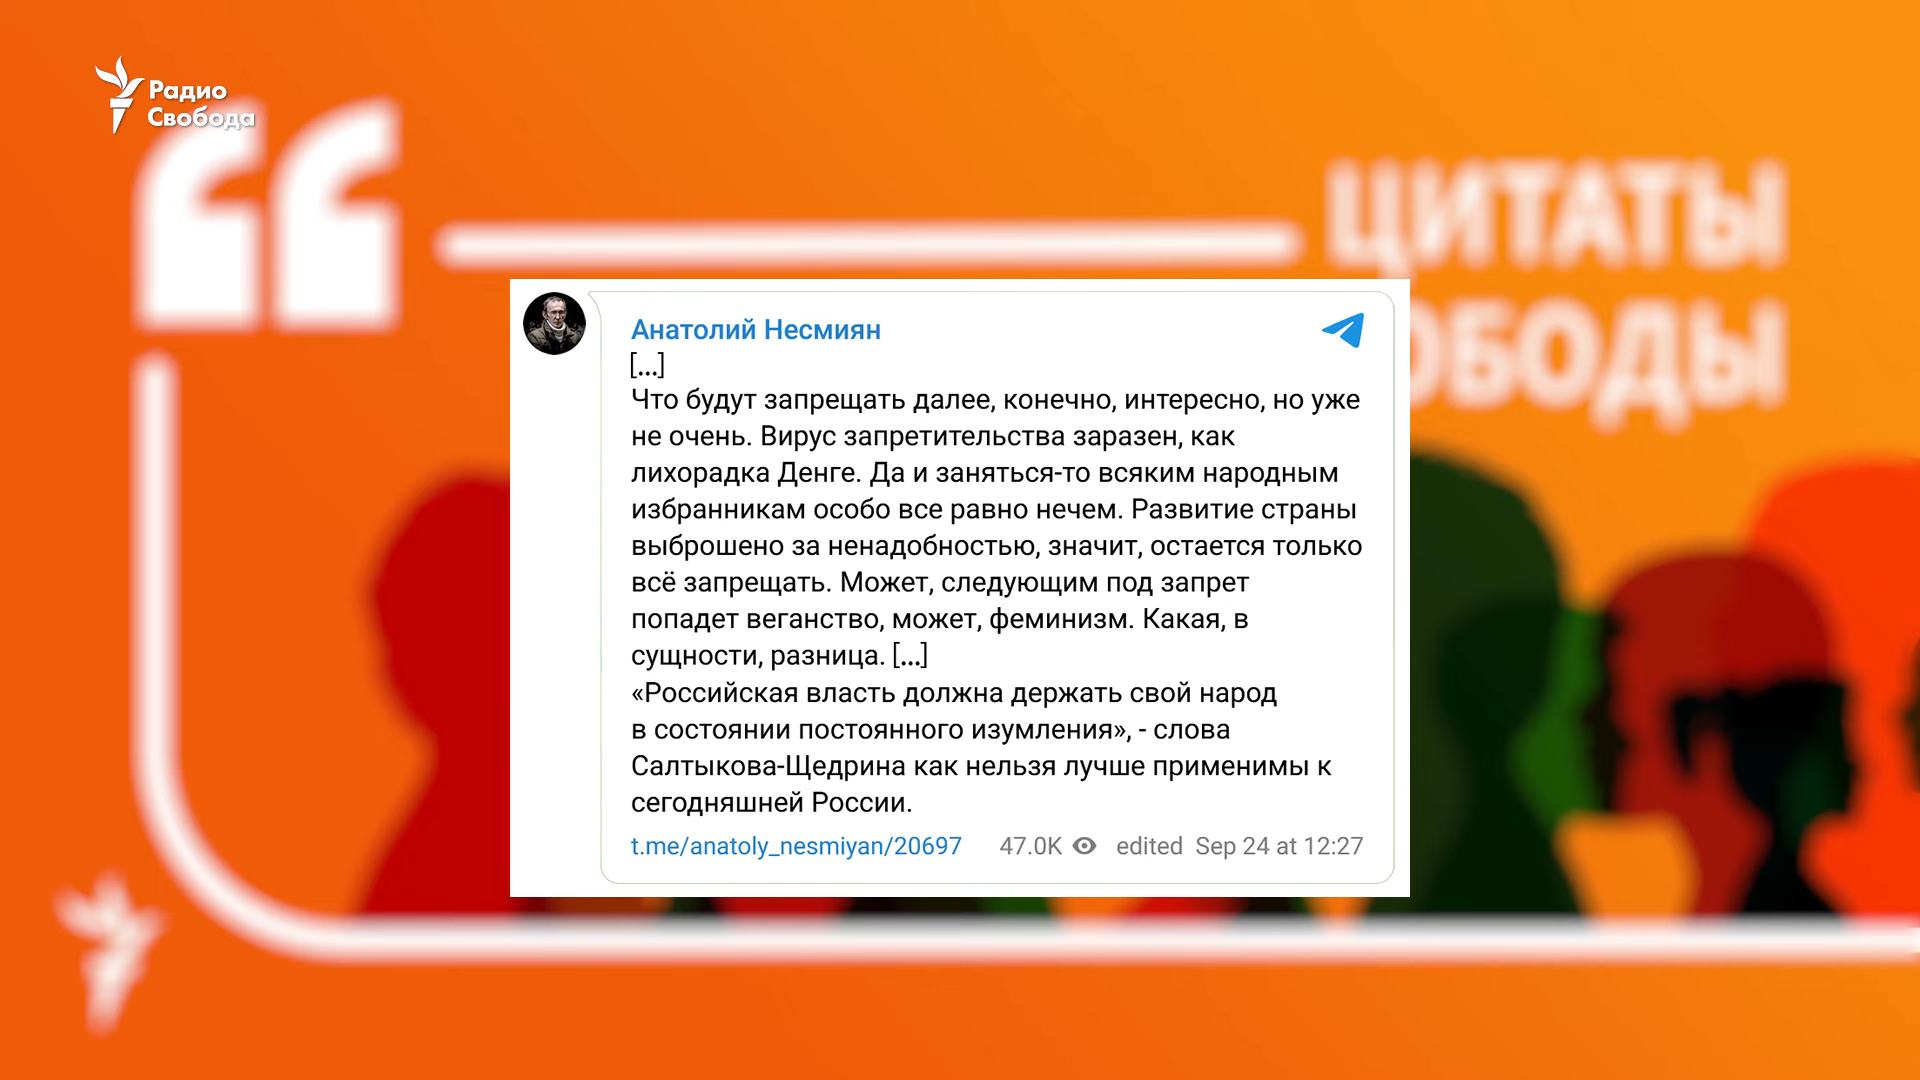 Радио
Свобода
ЦИТАТЫ
ОБОДЫ
Анатолий Несмиян
[...]
Что будут запрещать далее, конечно, интересно, но уже
не очень. Вирус запретительства заразен, как
лихорадка Денге. Да и заняться-то всяким народным
избранникам особо все равно нечем. Развитие страны
выброшено за ненадобностью, значит, остается только
всё запрещать. Может, следующим под запрет
попадет веганство, может, феминизм. Какая, в
сущности, разница. [...]
«Российская власть должна держать свой народ
в состоянии постоянного изумления», - слова
Салтыкова-Щедрина как нельзя лучше применимы к
сегодняшней России.
t.me/anatoly_nesmiyan/20697 47.0K edited Sep 24 at 12:27